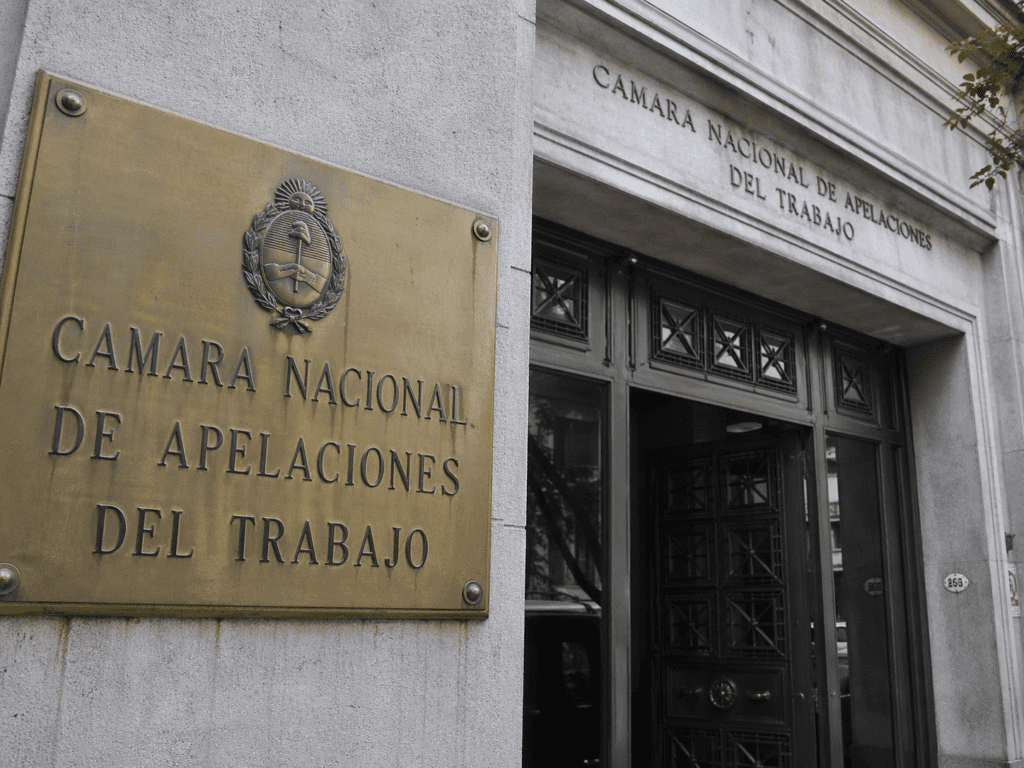 CAMARA NACIONAL
DE APELACIONES
DEL TRABAJO
CAMARA NACIONAL DE APELACIONES
DEL TRABAJO